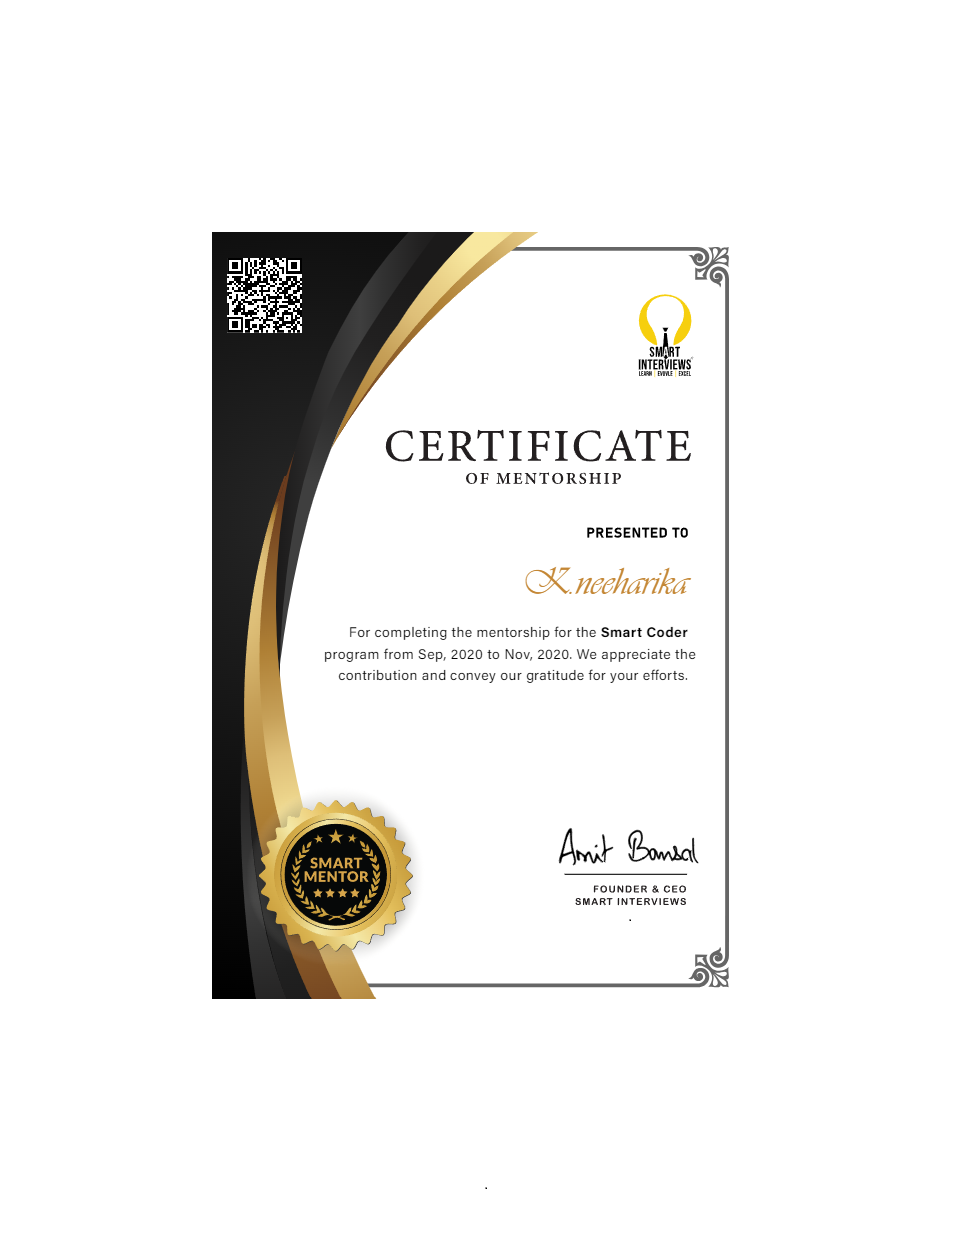 SMART
INTERVIEWS
LEARN EVOVLE EXCEL
CERTIFICATE
OF MENTORSHIP
PRESENTED TO
K.neeharika
For completing the mentorship for the Smart Coder
program from Sep, 2020 to Nov, 2020. We appreciate the
contribution and convey our gratitude for your efforts.
SMART
MENTOR
Amit Bansal
FOUNDER & CEO
SMART INTERVIEWS
.
.